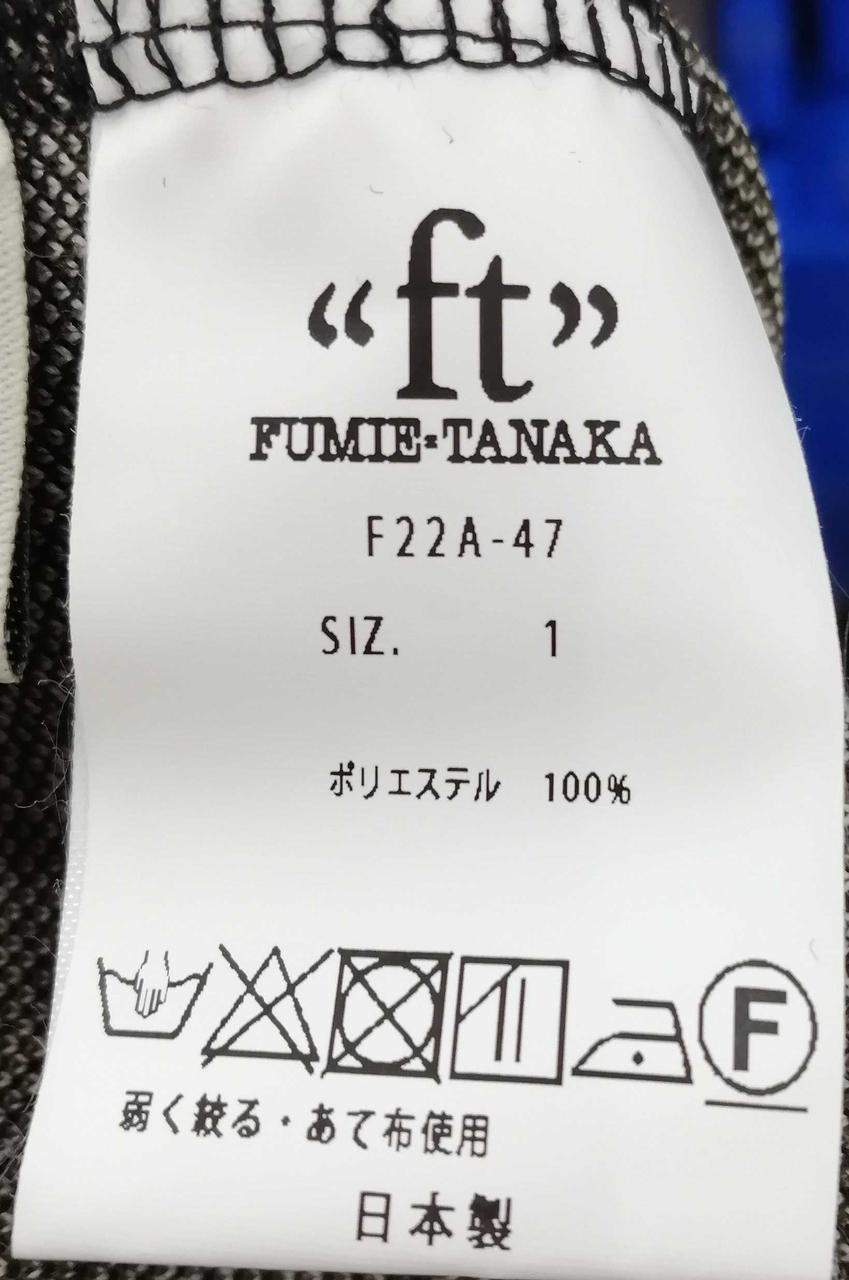 “ft”
FUMIE=TANAKA
F22A-47
SIZ. 1
ポリエステル 100%
F
弱く絞る・あて布使用
日本製